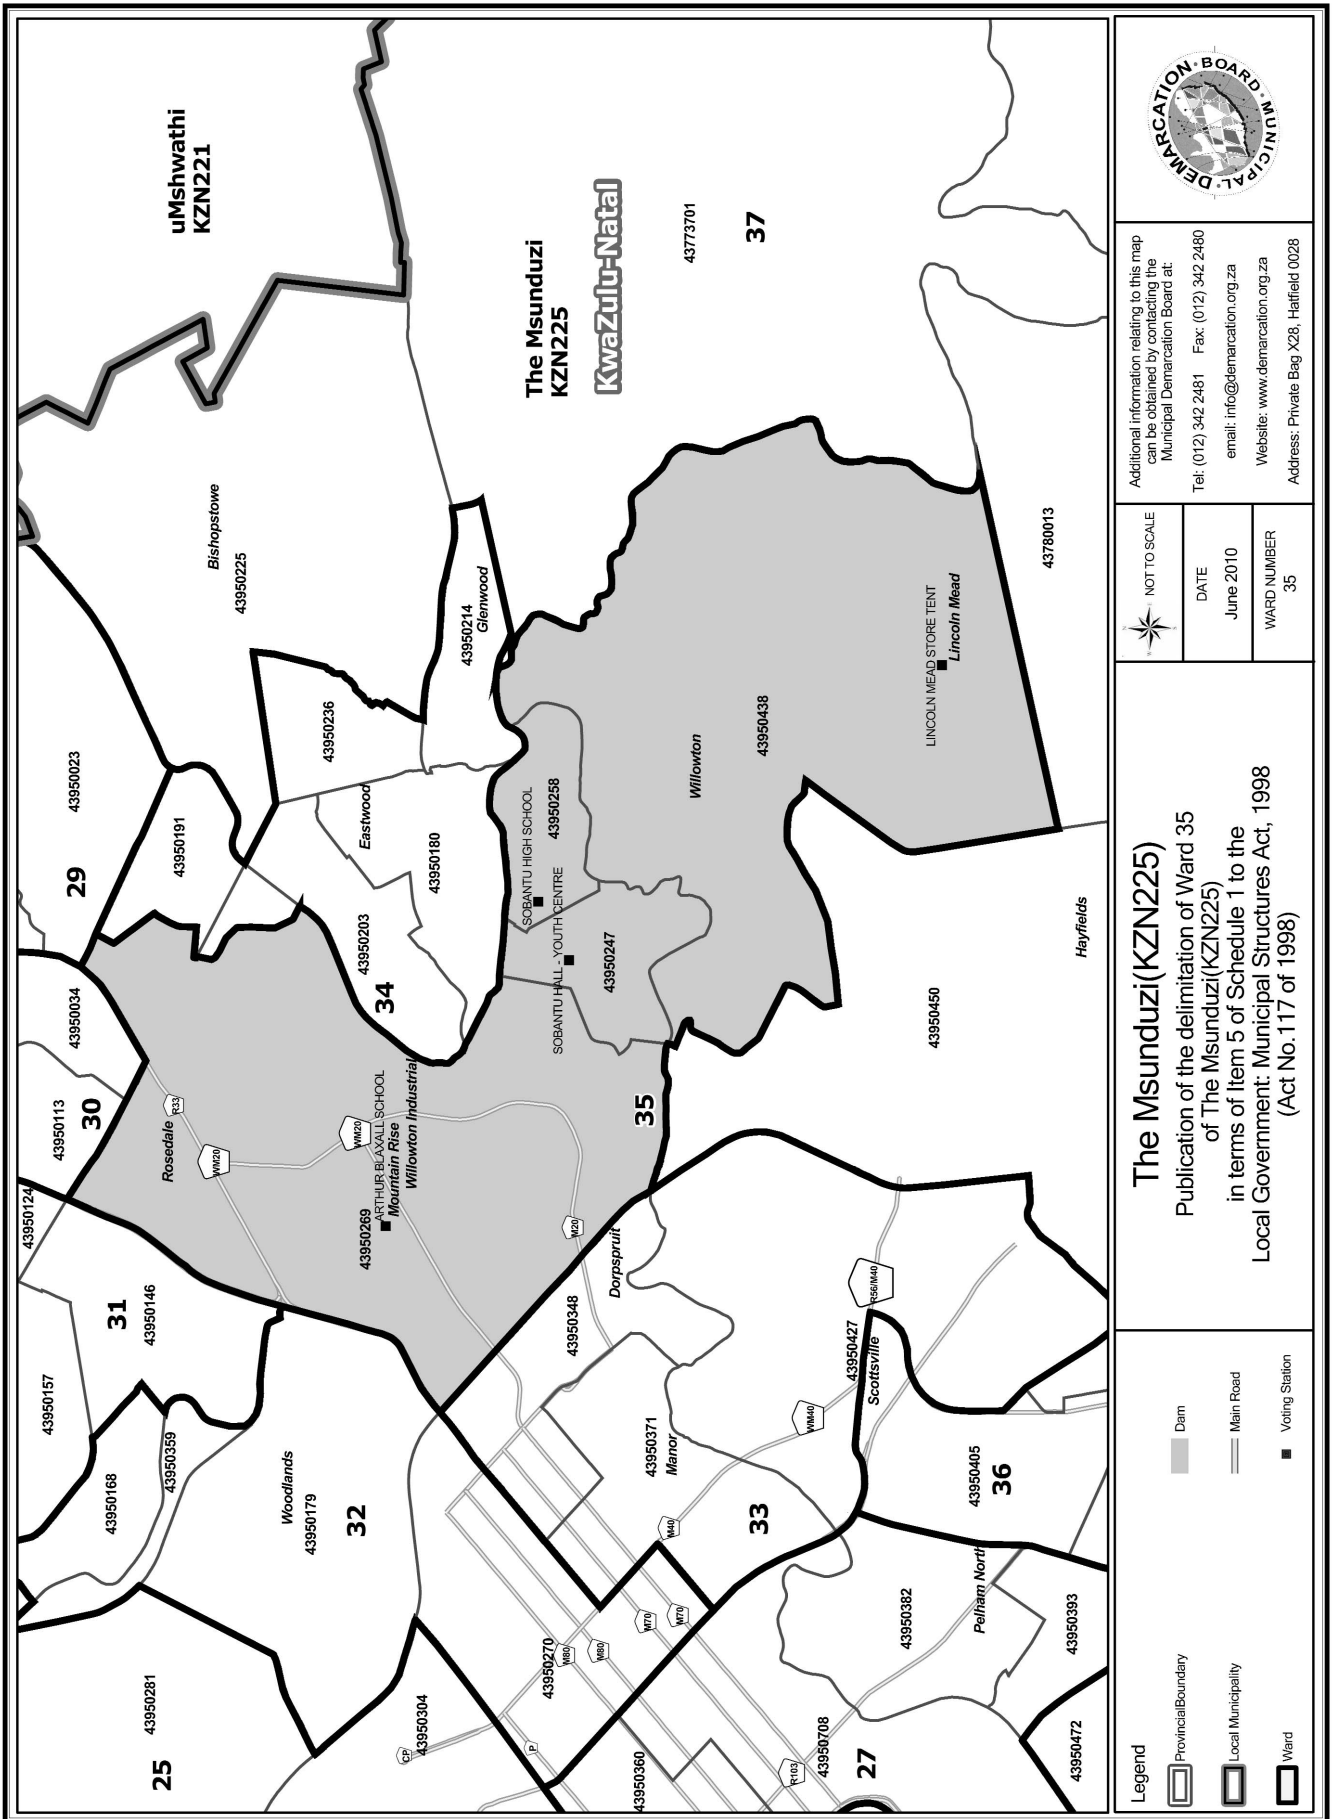 uMshwathi
KZN221
The Msunduzi
KZN225
KwaZulu-Natal
43773701
37
43780013
Bishopstowe
43950225
43950214
Glenwood
43950236
Eastwood
43950180
43950203
34
43950191
43950023
29
43950034
43950113
30
43950124
31
43950146
43950157
43950168
43950359
Woodlands
43950179
32
25
43950281
43950304
43950270
43950360
43950708
27
43950472
43950393
43950382
Pelham North
43950405
36
33
43950371
Manor
43950427
Scottsville
43950348
Dorpspruit
35
Rosedale
R33
WM20
WM20
43950269
ARTHUR BLAXALL SCHOOL
Mountain Rise
Willowton Industrial
M20
SOBANTU HALL - YOUTH CENTRE
SOBANTU HIGH SCHOOL
43950247
43950258
Willowton
43950438
LINCOLN MEAD STORE TENT
Lincoln Mead
43950450
Hayfields
R56/M40
WM40
M40
M70
M70
M80
M80
CP
P
R103
Legend
ProvincialBoundary
Local Municipality
Ward
Dam
Main Road
Voting Station
The Msunduzi(KZN225)
Publication of the delimitation of Ward 35
of The Msunduzi(KZN225)
in terms of Item 5 of Schedule 1 to the
Local Government: Municipal Structures Act, 1998
(Act No.117 of 1998)
NOT TO SCALE
DATE
June 2010
WARD NUMBER
35
Additional information relating to this map
can be obtained by contacting the
Municipal Demarcation Board at:
Tel: (012) 342 2481 Fax: (012) 342 2480
email: info@demarcation.org.za
Website: www.demarcation.org.za
Address: Private Bag X28, Hatfield 0028
MUNICIPAL DEMARCATION BOARD